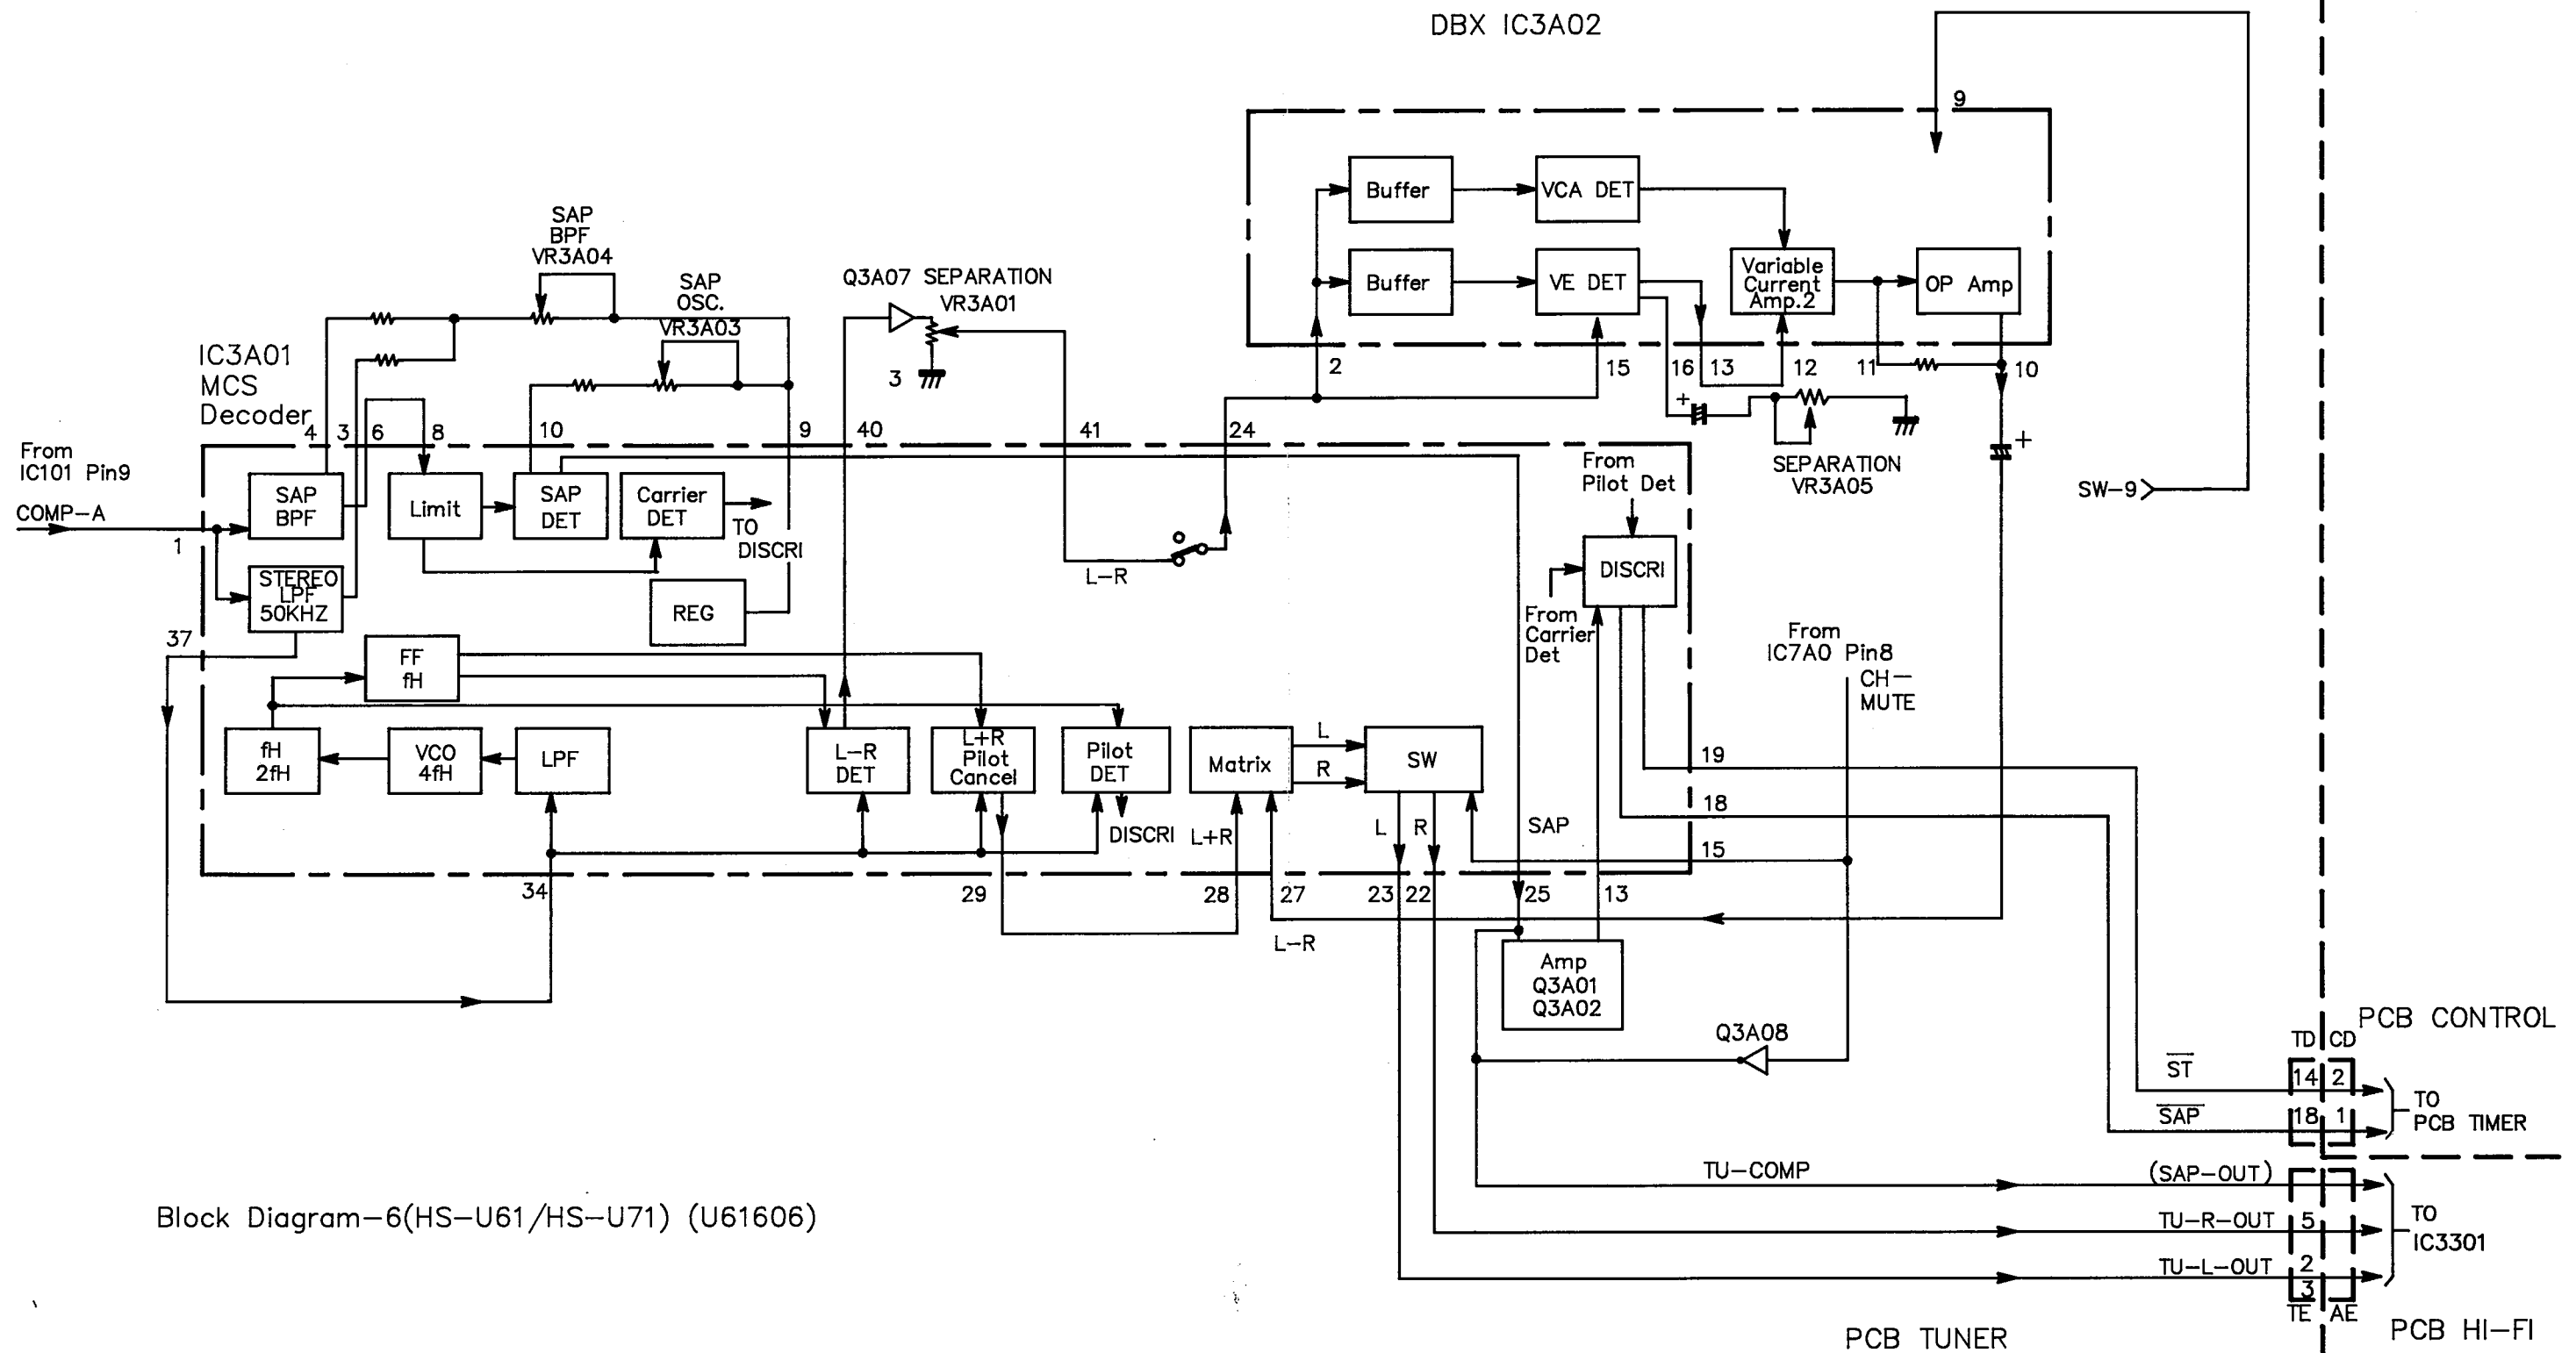 DBX IC3A02
9
Buffer
VCA DET
Buffer
VE DET
Variable
Current
Amp.2
OP Amp
2
15
16
13
12
11
10
+
+
SEPARATION
VR3A05
SW-9
SAP
BPF
VR3A04
SAP
OSC.
VR3A03
Q3A07 SEPARATION
VR3A01
3
IC3A01
MCS
Decoder
4
3
6
8
10
9
40
41
24
From
IC101 Pin9
COMP-A
1
SAP
BPF
Limit
SAP
DET
Carrier
DET
TO
DISCRI
STEREO
LPF
50KHZ
REG
L-R
From
Pilot Det
DISCRI
From
Carrier
Det
From
IC7A0 Pin8
CH-
MUTE
37
FF
fH
fH
2fH
VCO
4fH
LPF
L-R
DET
L+R
Pilot
Cancel
Pilot
DET
DISCRI
Matrix
L
R
SW
L+R
L
R
SAP
19
18
15
34
29
28
27
23
22
25
13
L-R
Amp
Q3A01
Q3A02
Q3A08
PCB CONTROL
TD
CD
ST
14
2
SAP
18
1
TO
PCB TIMER
TU-COMP
(SAP-OUT)
TU-R-OUT
5
TO
IC3301
TU-L-OUT
2
3
TE
AE
Block Diagram-6(HS-U61/HS-U71) (U61606)
PCB TUNER
PCB HI-FI